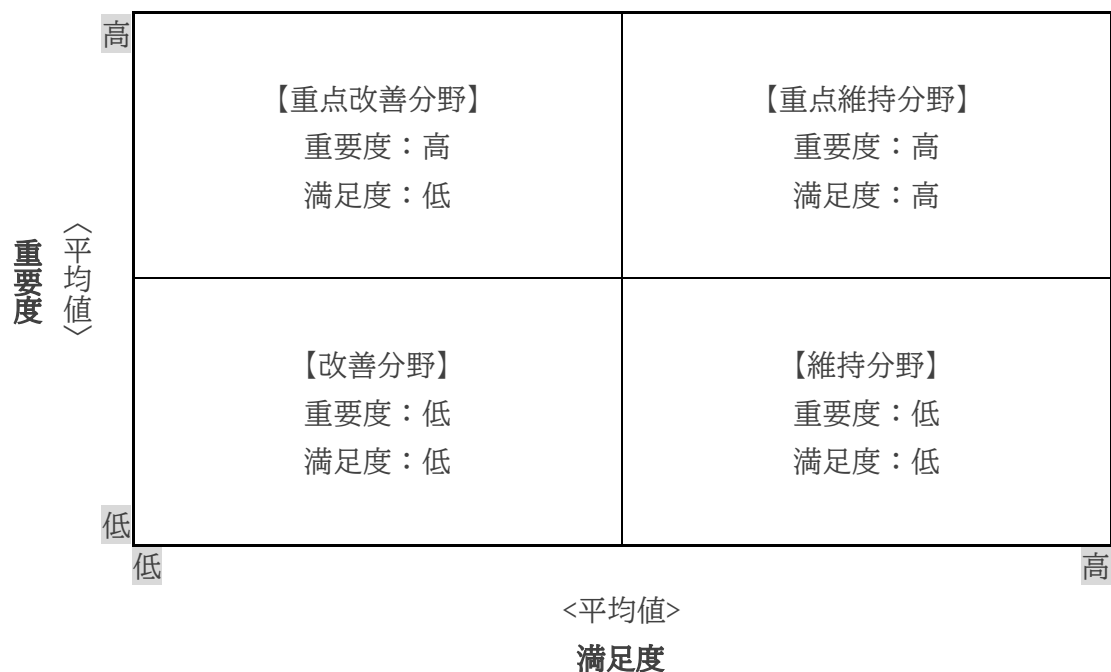 高
【重点改善分野】
重要度：高
満足度：低
【重点維持分野】
重要度：高
満足度：高
重要度
〈平均値〉
【改善分野】
重要度：低
満足度：低
【維持分野】
重要度：低
満足度：低
低
低
高
<平均値>
満足度